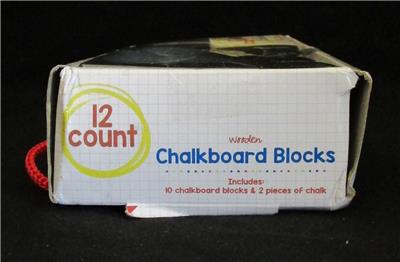 12
count
Wooden
Chalkboard Blocks
Includes:
10 chalkboard blocks & 2 pieces of chalk